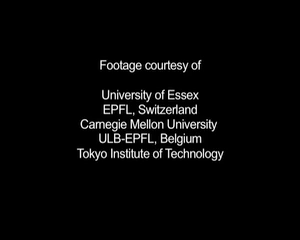 Footage courtesy of
University of Essex
EPFL, Switzerland
Carnegie Mellon University
ULB-EPFL, Belgium
Tokyo Institute of Technology